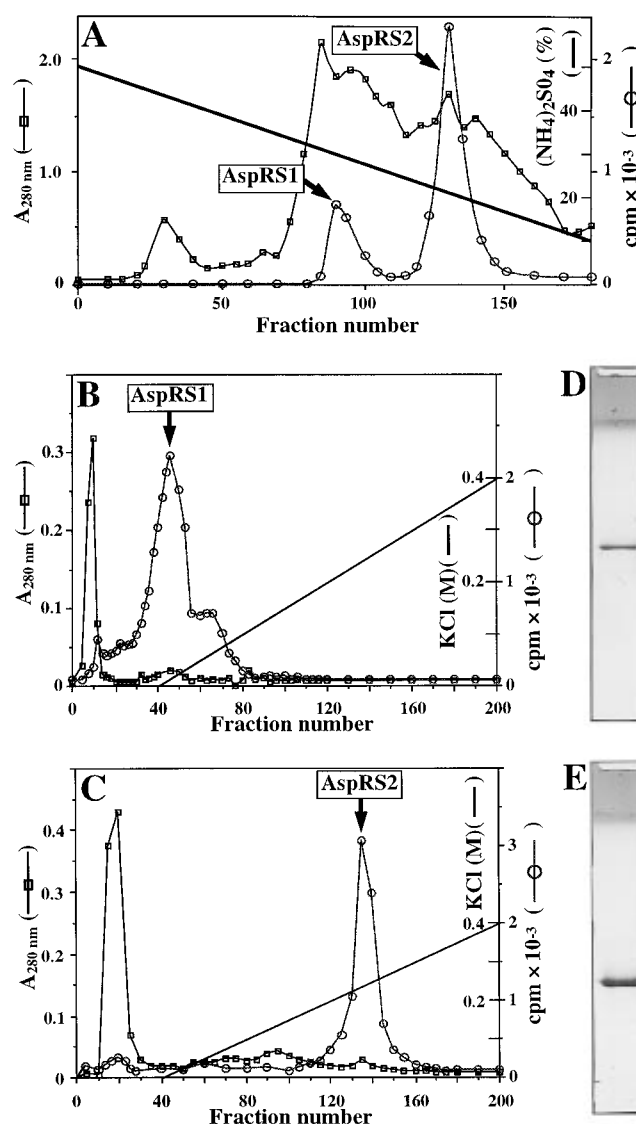 A
AspRS2
AspRS1
A280 nm (—)
2.0
1.0
0
(NH4)2SO4 (%)
(—)
40
20
cpm × 10-3 (—)
2
1
0
0 50 100 150
Fraction number
B
AspRS1
A280 nm (—)
0.3
0.2
0.1
0
KCl (M) (—)
0.4
0.2
cpm × 10-3 (—)
2
1
0
0 40 80 120 160 200
Fraction number
D
C
AspRS2
A280 nm (—)
0.4
0.3
0.2
0.1
0
KCl (M) (—)
0.4
0.2
cpm × 10-3 (—)
3
2
1
0
0 40 80 120 160 200
Fraction number
E